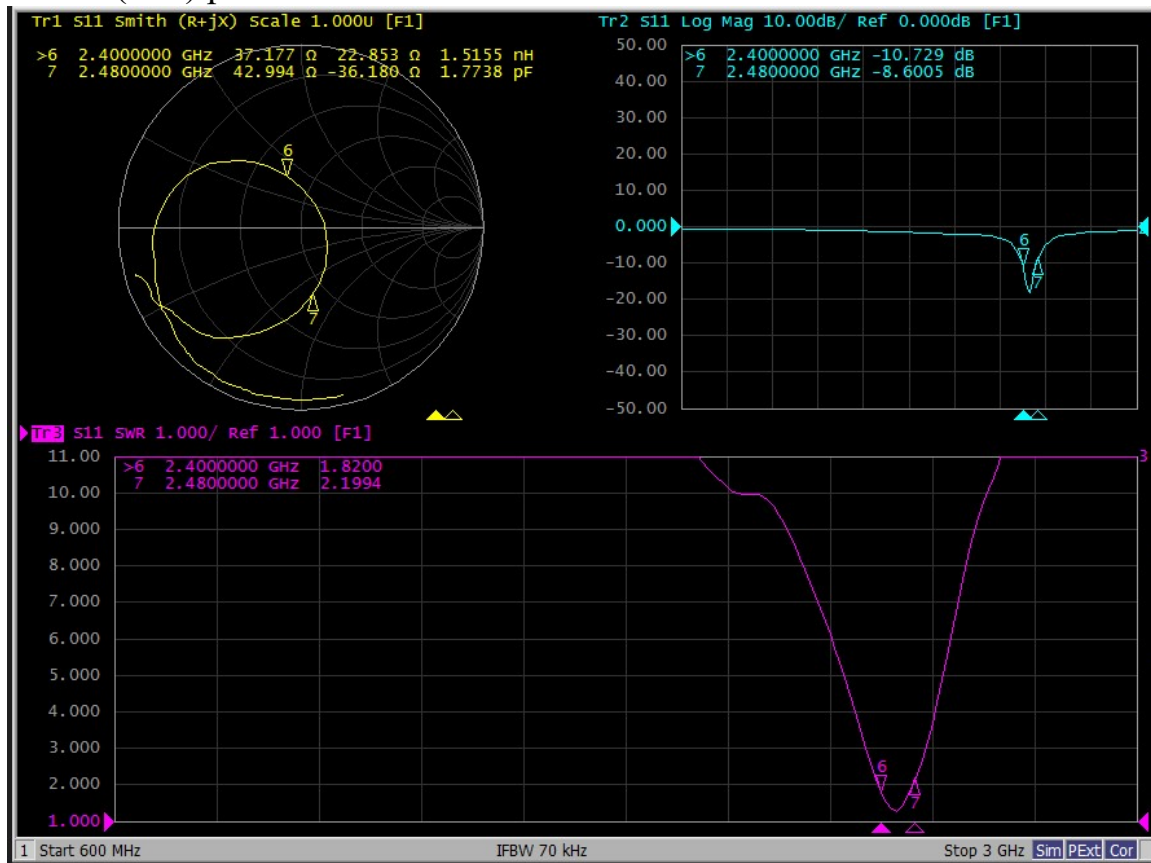 Tr1 S11 Smith (R+jX) Scale 1.000U [F1]
>6 2.4000000 GHz 37.177 Ω 22.853 Ω 1.5155 nH
7 2.4800000 GHz 42.994 Ω -36.180 Ω 1.7738 pF
6
7
Tr2 S11 Log Mag 10.00dB/ Ref 0.000dB [F1]
50.00
>6 2.4000000 GHz -10.729 dB
7 2.4800000 GHz -8.6005 dB
40.00
30.00
20.00
10.00
0.000
6
-10.00
7
-20.00
-30.00
-40.00
-50.00
Tr3 S11 SWR 1.000/ Ref 1.000 [F1]
11.00
>6 2.4000000 GHz 1.8200
3
7 2.4800000 GHz 2.1994
10.00
9.000
8.000
7.000
6.000
5.000
4.000
3.000
6
2.000
7
1.000
1 Start 600 MHz IFBW 70 kHz Stop 3 GHz Sim PExt Cor